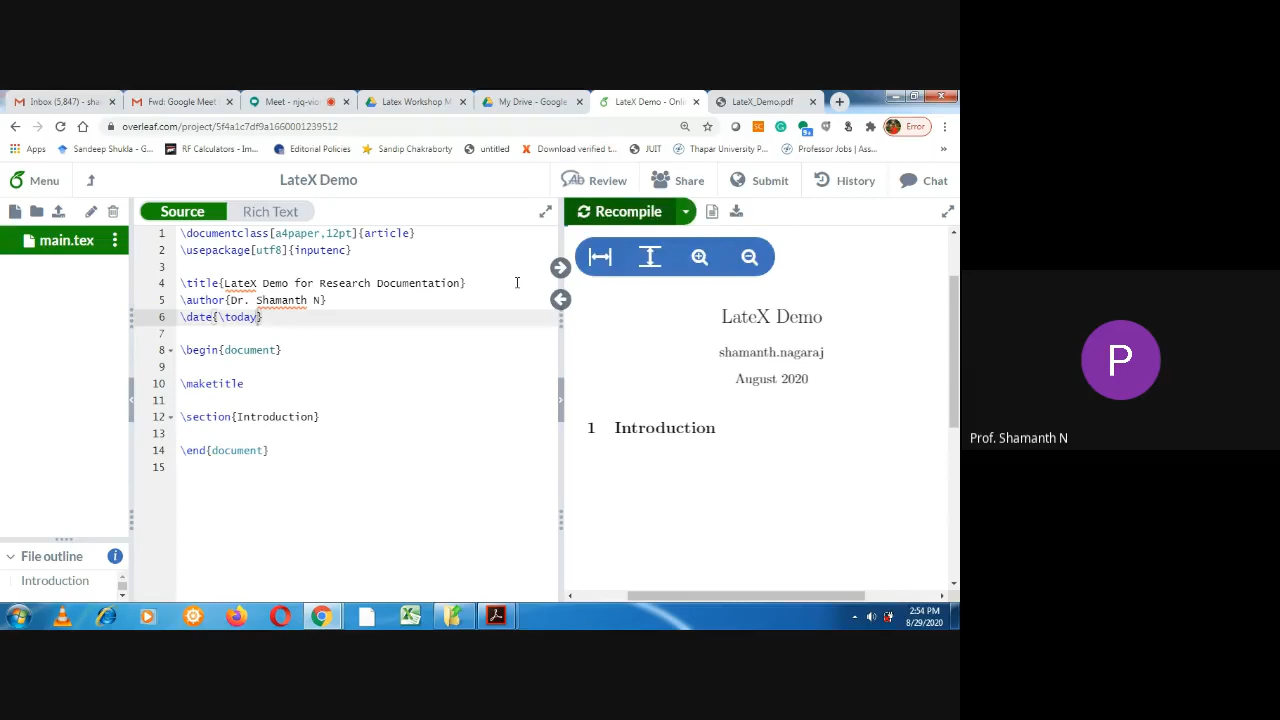 Inbox (5,847) - sha
Fwd: Google Meet
Meet - njq-vio
Latex Workshop M
My Drive - Google
LateX Demo - Onl
LateX_Demo.pdf
overleaf.com/project/5f4a1c7df9a1660001239512
Error
Apps
Sandeep Shukla - G...
RF Calculators - Im...
Editorial Policies
Sandip Chakraborty
untitled
Download verified t...
JUIT
Thapar University P...
Professor Jobs | Ass...
»
Menu
LateX Demo
Review
Share
Submit
History
Chat
Source
Rich Text
Recompile
main.tex
1 \documentclass[a4paper,12pt]{article}
2 \usepackage[utf8]{inputenc}
3
4 \title{LateX Demo for Research Documentation}
5 \author{Dr. Shamanth N}
6 \date{\today}
7
8 \begin{document}
9
10 \maketitle
11
12 \section{Introduction}
13
14 \end{document}
15
LateX Demo
shamanth.nagaraj
August 2020
1 Introduction
File outline
Introduction
P
Prof. Shamanth N
2:54 PM
8/29/2020